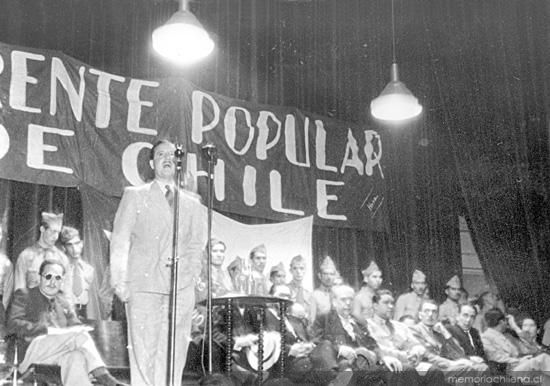 RENTE POPULAR
DE CHILE
memoriachilena.cl